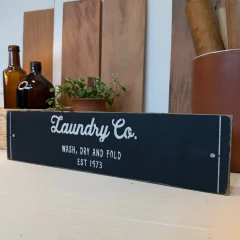 Laundry Co.
WASH, DRY AND FOLD
EST 1973